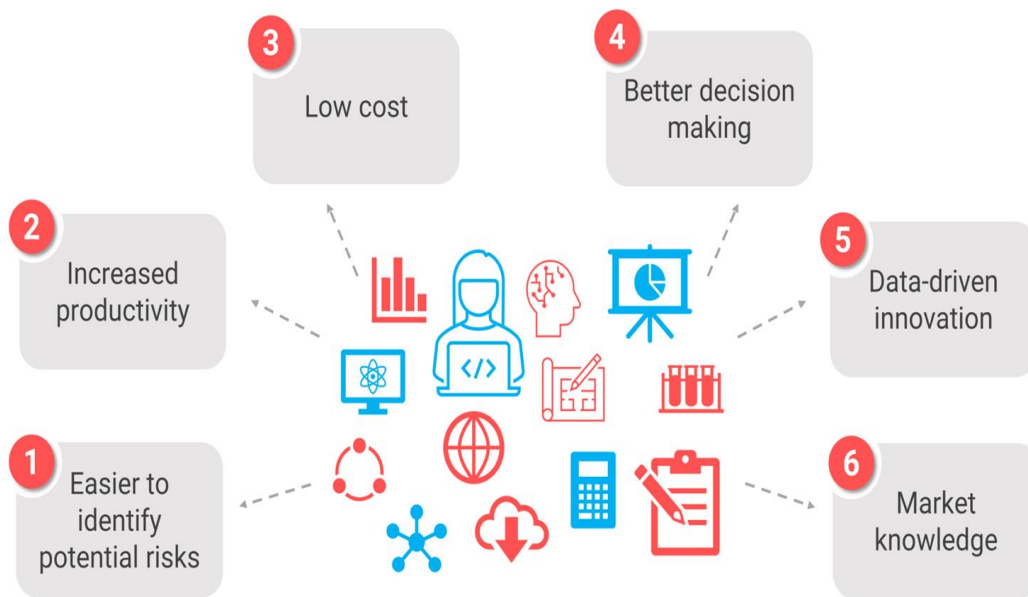 1
Easier to
identify
potential risks
2
Increased
productivity
3
Low cost
4
Better decision
making
5
Data-driven
innovation
6
Market
knowledge
</>